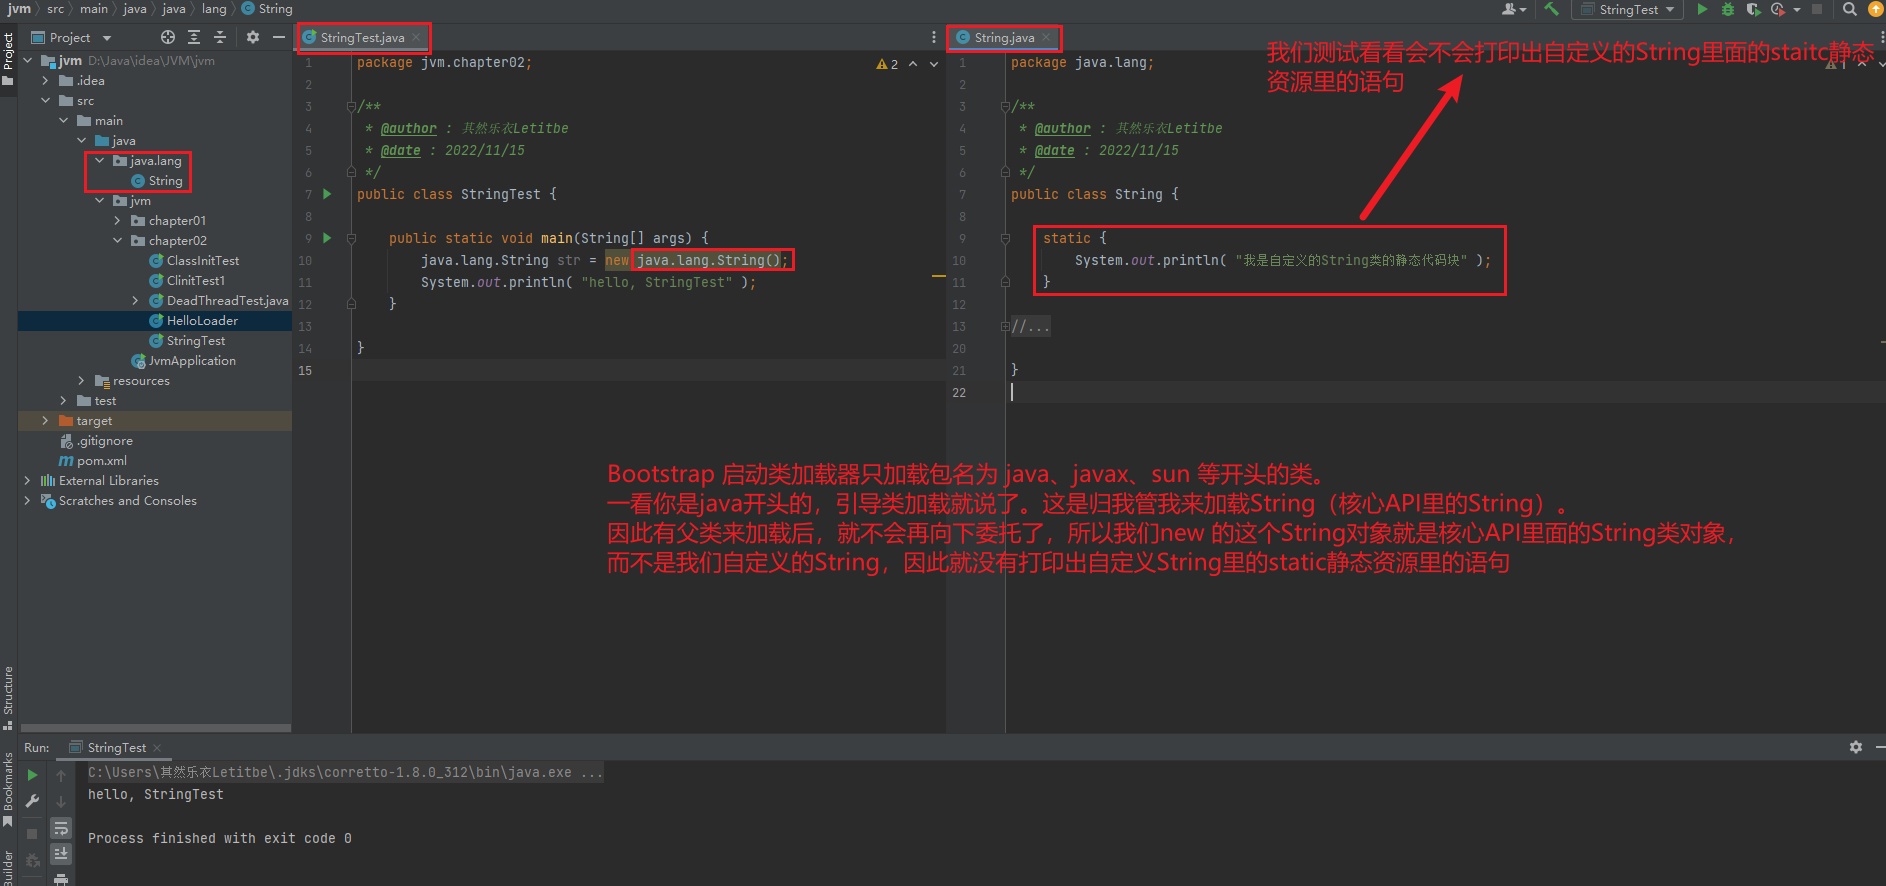 jvm src main java java lang String
StringTest
Project
jvm D:\Java\idea\JVM\jvm
.idea
src
main
java
java.lang
String
jvm
chapter01
chapter02
ClassInitTest
ClinitTest1
DeadThreadTest.java
HelloLoader
StringTest
JvmApplication
resources
test
target
.gitignore
pom.xml
External Libraries
Scratches and Consoles
Project
Structure
Bookmarks
Builder
StringTest.java
2
1 package jvm.chapter02;
2
3 /**
4 * @author : 其然乐衣Letitbe
5 * @date : 2022/11/15
6 */
7 public class StringTest {
8
9 public static void main(String[] args) {
10 java.lang.String str = new java.lang.String();
11 System.out.println( "hello, StringTest" );
12 }
13
14 }
15
String.java
1
1 package java.lang;
2
3 /**
4 * @author : 其然乐衣Letitbe
5 * @date : 2022/11/15
6 */
7 public class String {
8
9 static {
10 System.out.println( "我是自定义的String类的静态代码块" );
11 }
12
13 //...
20
21 }
22
我们测试看看会不会打印出自定义的String里面的staitc静态
资源里的语句
Bootstrap 启动类加载器只加载包名为 java、javax、sun 等开头的类。
一看你是java开头的，引导类加载就说了。这是归我管我来加载String（核心API里的String）。
因此有父类来加载后，就不会再向下委托了，所以我们new 的这个String对象就是核心API里面的String类对象，
而不是我们自定义的String，因此就没有打印出自定义String里的static静态资源里的语句
Run: StringTest
C:\Users\其然乐衣Letitbe\.jdks\corretto-1.8.0_312\bin\java.exe ...
hello, StringTest
Process finished with exit code 0